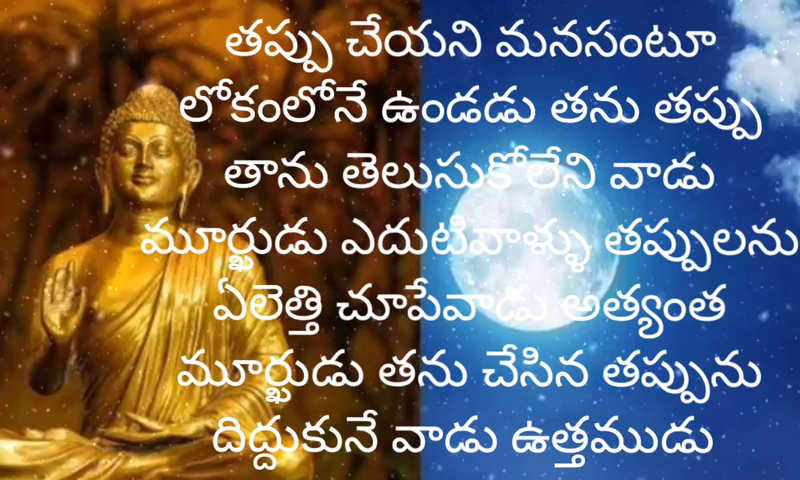 తప్పు చేయని మనసంటూ
లోకంలోనే ఉండడు తను తప్పు
తాను తెలుసుకోలేని వాడు
మూర్ఖుడు ఎదుటివాళ్ళు తప్పులను
ఏలెత్తి చూపేవాడు అత్యంత
మూర్ఖుడు తను చేసిన తప్పును
దిద్దుకునే వాడు ఉత్తముడు